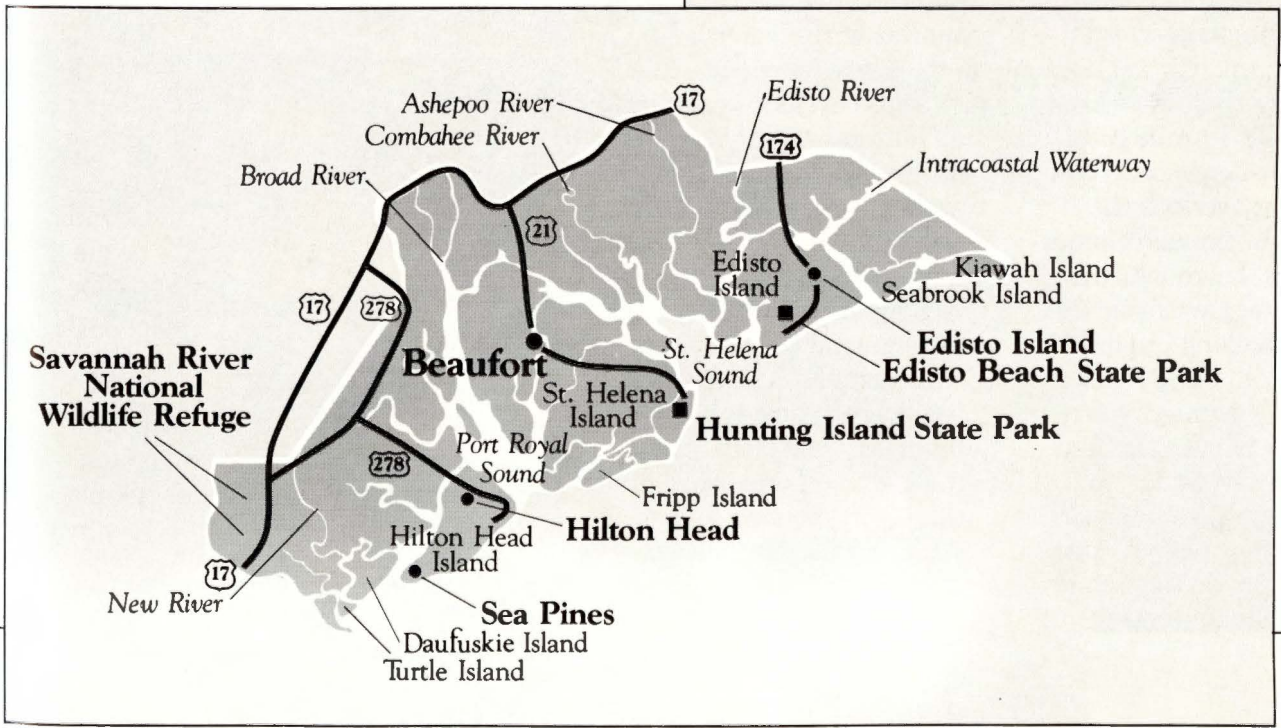 17
Edisto River
Ashepoo River
Combahee River
174
Intracoastal Waterway
Broad River
21
Edisto
Island
Kiawah Island
Seabrook Island
17
278
Edisto Island
Edisto Beach State Park
St. Helena
Sound
Savannah River
National
Wildlife Refuge
Beaufort
St. Helena
Island
Hunting Island State Park
Port Royal
Sound
278
Fripp Island
Hilton Head
Hilton Head
Island
17
New River
Sea Pines
Daufuskie Island
Turtle Island